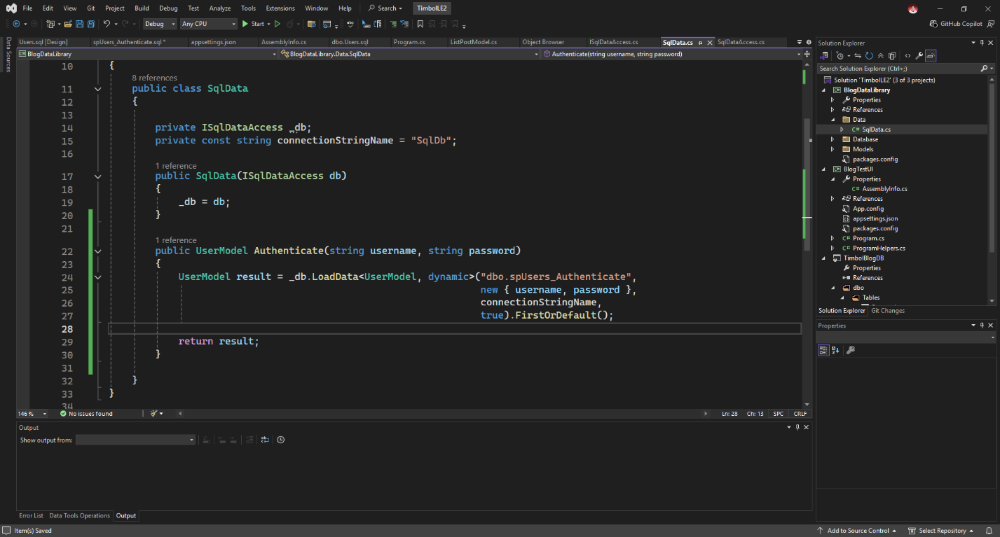 File Edit View Git Project Build Debug Test Analyze Tools Extensions Window Help Search TimbolLE2
Debug Any CPU Start GitHub Copilot
Data Sources
Users.sql [Design] spUsers_Authenticate.sql* appsettings.json AssemblyInfo.cs dbo.Users.sql Program.cs ListPostModel.cs Object Browser ISqlDataAccess.cs SqlData.cs SqlDataAccess.cs
BlogDataLibrary BlogDataLibrary.Data.SqlData Authenticate(string username, string password)
10 {
8 references
11 public class SqlData
12 {
13
14 private ISqlDataAccess _db;
15 private const string connectionStringName = "SqlDb";
16
1 reference
17 public SqlData(ISqlDataAccess db)
18 {
19 _db = db;
20 }
21
1 reference
22 public UserModel Authenticate(string username, string password)
23 {
24 UserModel result = _db.LoadData<UserModel, dynamic>("dbo.spUsers_Authenticate",
25 new { username, password },
26 connectionStringName,
27 true).FirstOrDefault();
28
29 return result;
30 }
31
32 }
33 }
34
146 % No issues found Ln: 28 Ch: 13 SPC CRLF
Output
Show output from:
Error List Data Tools Operations Output
Item(s) Saved Add to Source Control Select Repository
Solution Explorer
Search Solution Explorer (Ctrl+;)
Solution 'TimbolLE2' (3 of 3 projects)
BlogDataLibrary
Properties
References
Data
C# SqlData.cs
Database
Models
packages.config
BlogTestUI
Properties
C# AssemblyInfo.cs
References
App.config
appsettings.json
packages.config
C# Program.cs
C# ProgramHelpers.cs
TimbolBlogDB
Properties
References
dbo
Tables
Solution Explorer Git Changes
Properties